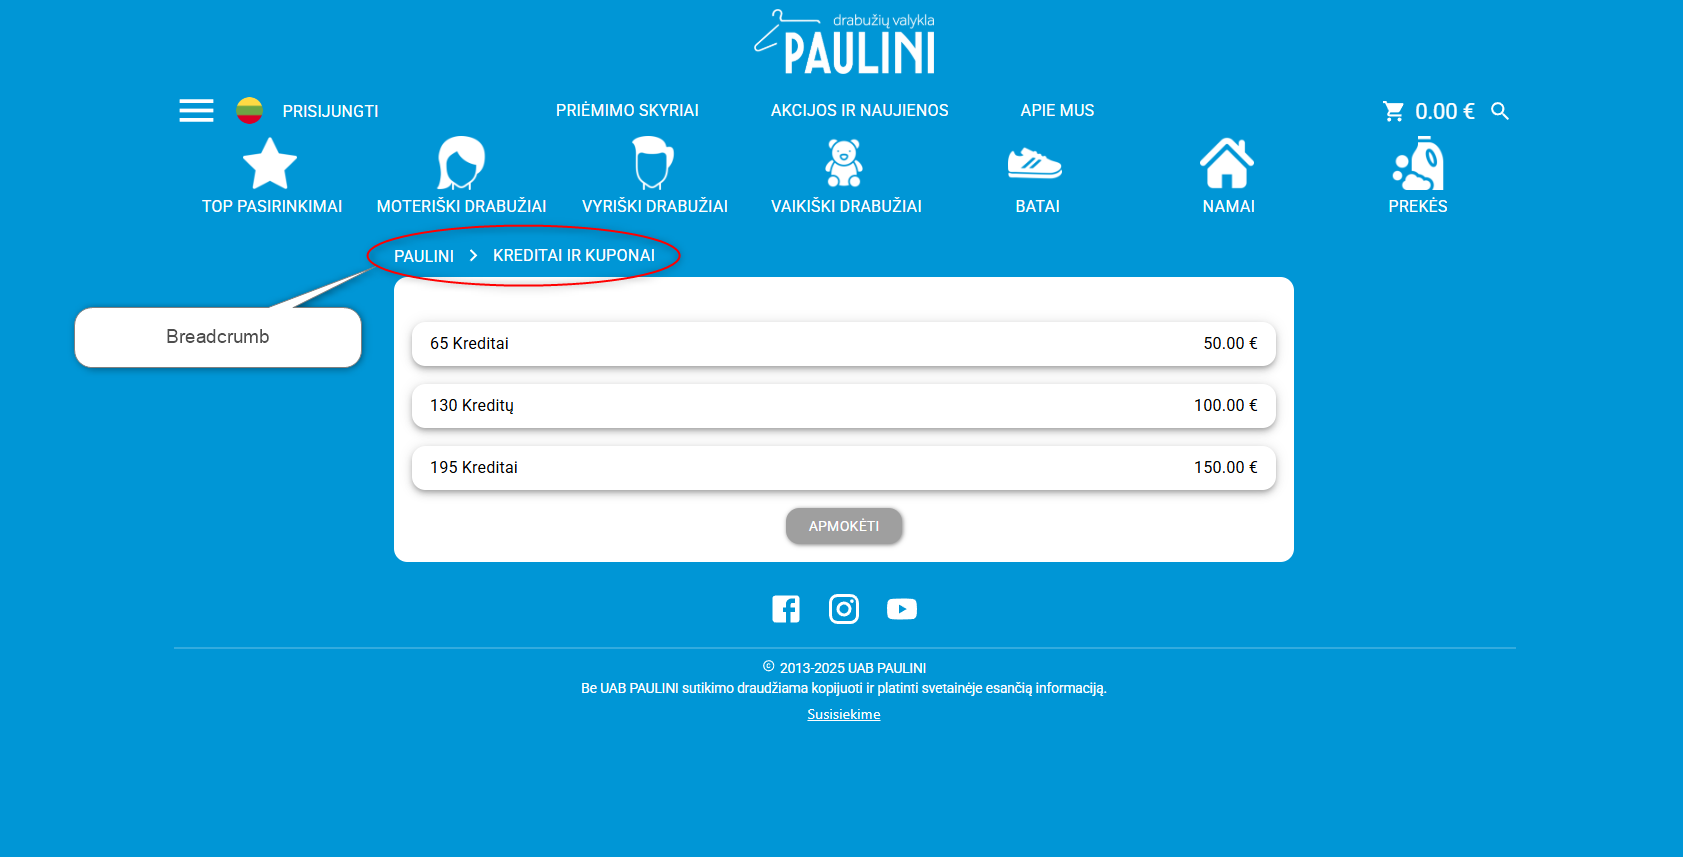 drabužių valykla
PAULINI
PRISIJUNGTI
PRIĖMIMO SKYRIAI
AKCIJOS IR NAUJIENOS
APIE MUS
0.00 €
TOP PASIRINKIMAI
MOTERIŠKI DRABUŽIAI
VYRIŠKI DRABUŽIAI
VAIKIŠKI DRABUŽIAI
BATAI
NAMAI
PREKĖS
PAULINI > KREDITAI IR KUPONAI
Breadcrumb
65 Kreditai 50.00 €
130 Kreditų 100.00 €
195 Kreditai 150.00 €
APMOKĖTI
© 2013-2025 UAB PAULINI
Be UAB PAULINI sutikimo draudžiama kopijuoti ir platinti svetainėje esančią informaciją.
Susisiekime